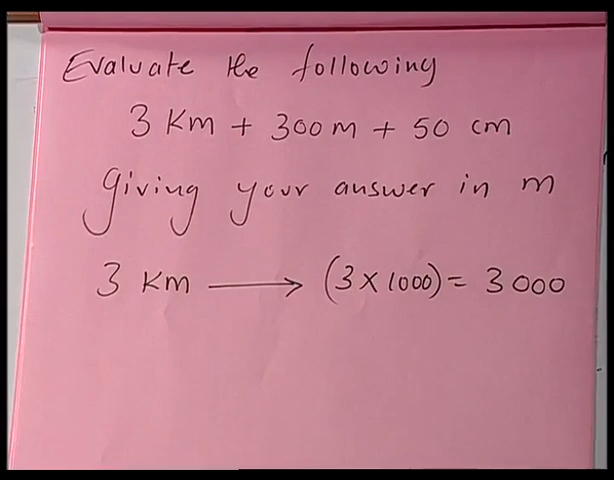 Evaluate the following
3 Km + 300 m + 50 cm
giving your answer in m
3 Km ⟶ (3 × 1000) = 3000